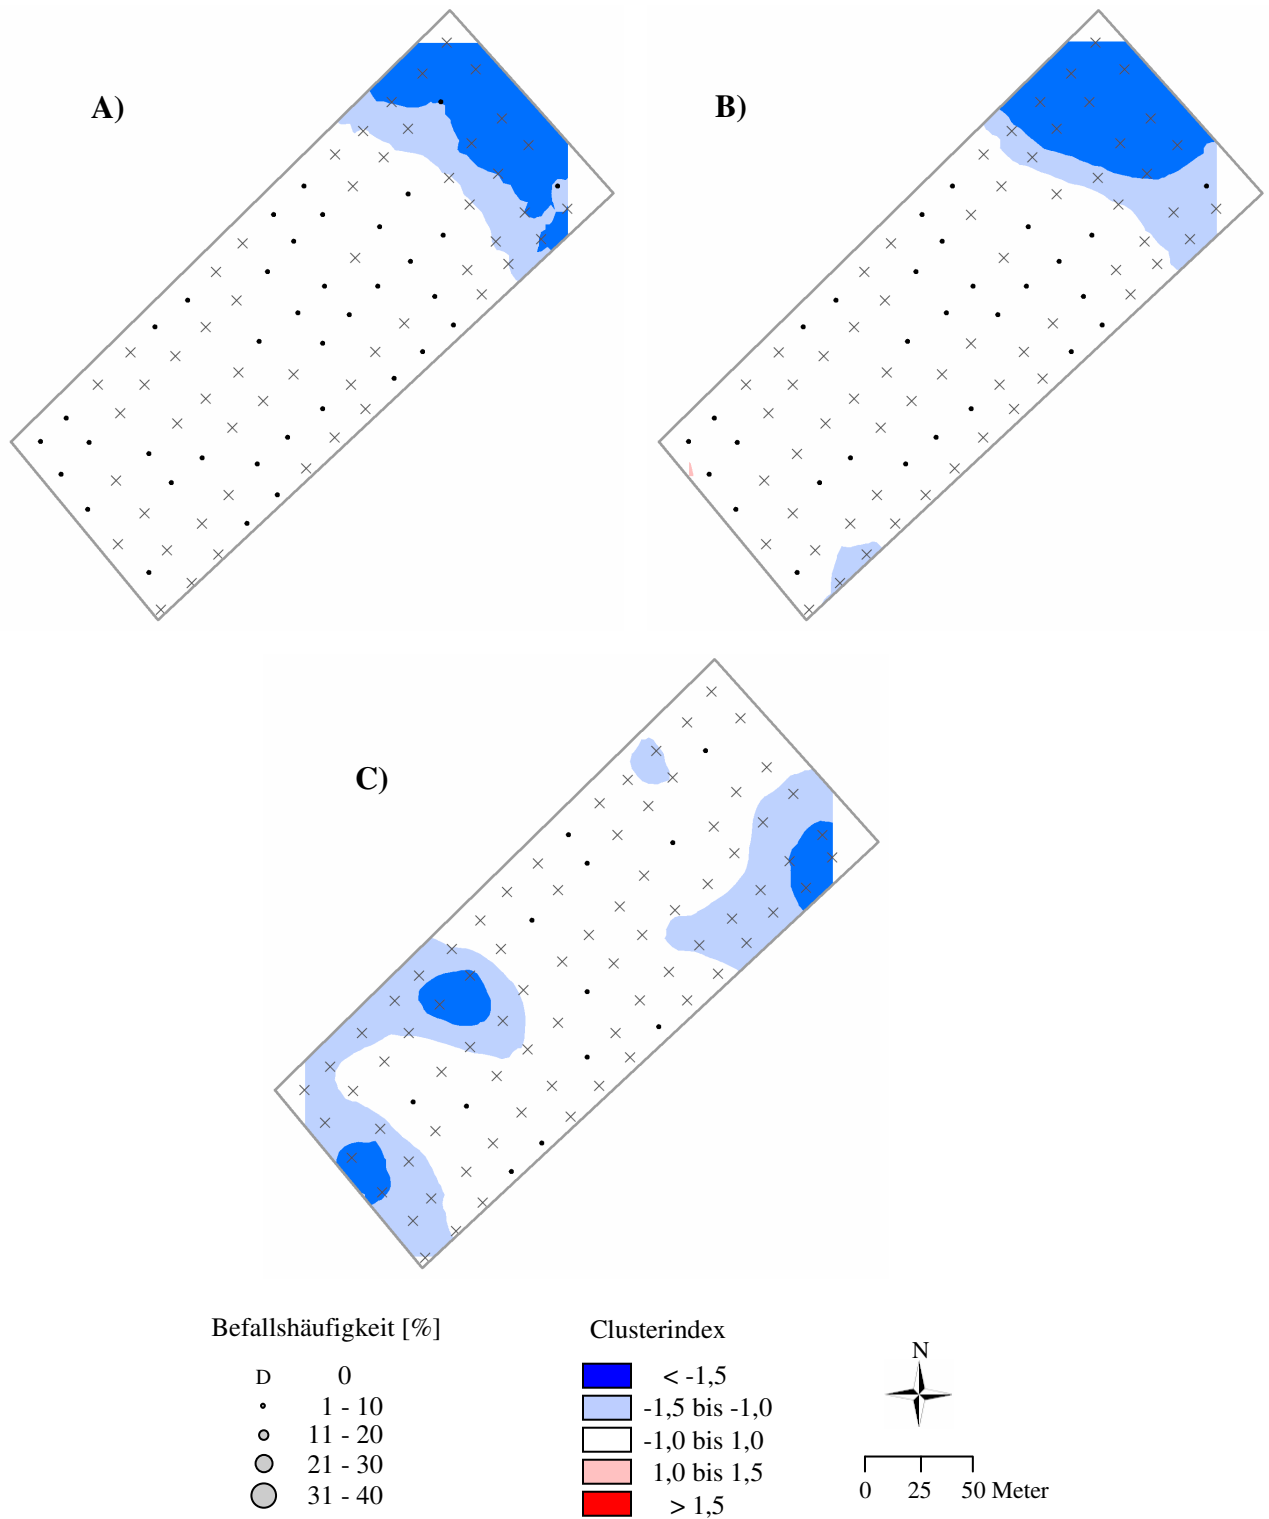 A)
B)
C)
Befallshäufigkeit [%]
D 0
1 - 10
11 - 20
21 - 30
31 - 40
Clusterindex
< -1,5
-1,5 bis -1,0
-1,0 bis 1,0
1,0 bis 1,5
> 1,5
N
0 25 50 Meter